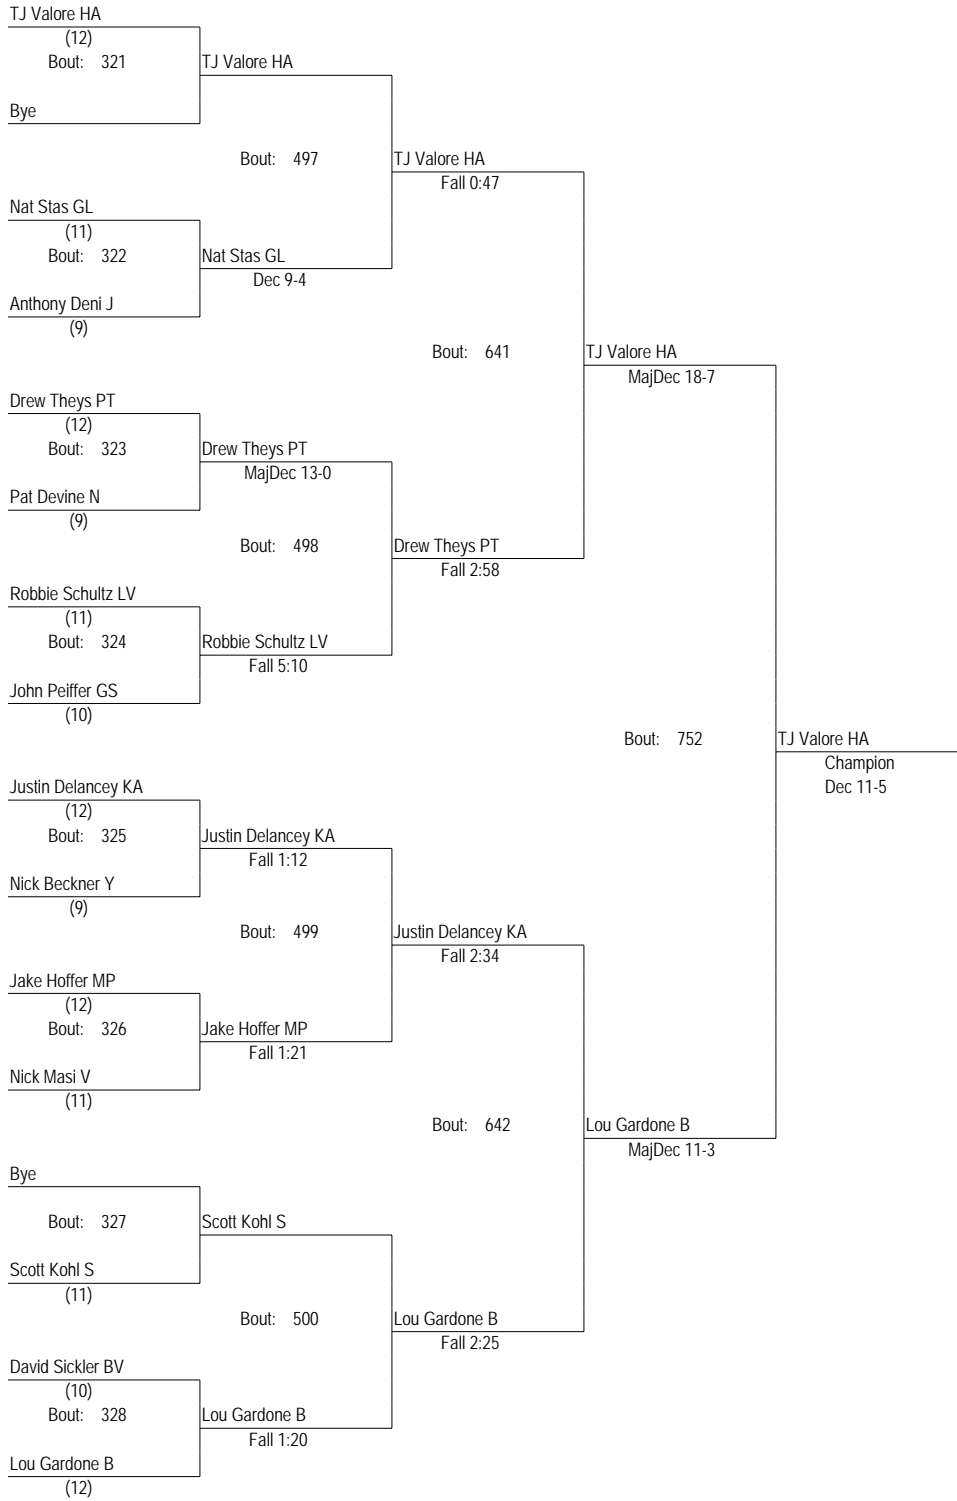 TJ Valore HA
(12)
Bout: 321
TJ Valore HA
Bye
Bout: 497
TJ Valore HA
Fall 0:47
Nat Stas GL
(11)
Bout: 322
Nat Stas GL
Dec 9-4
Anthony Deni J
(9)
Bout: 641
TJ Valore HA
MajDec 18-7
Drew Theys PT
(12)
Bout: 323
Drew Theys PT
MajDec 13-0
Pat Devine N
(9)
Bout: 498
Drew Theys PT
Fall 2:58
Robbie Schultz LV
(11)
Bout: 324
Robbie Schultz LV
Fall 5:10
John Peiffer GS
(10)
Bout: 752
TJ Valore HA
Champion
Dec 11-5
Justin Delancey KA
(12)
Bout: 325
Justin Delancey KA
Fall 1:12
Nick Beckner Y
(9)
Bout: 499
Justin Delancey KA
Fall 2:34
Jake Hoffer MP
(12)
Bout: 326
Jake Hoffer MP
Fall 1:21
Nick Masi V
(11)
Bout: 642
Lou Gardone B
MajDec 11-3
Bye
Bout: 327
Scott Kohl S
Scott Kohl S
(11)
Bout: 500
Lou Gardone B
Fall 2:25
David Sickler BV
(10)
Bout: 328
Lou Gardone B
Fall 1:20
Lou Gardone B
(12)